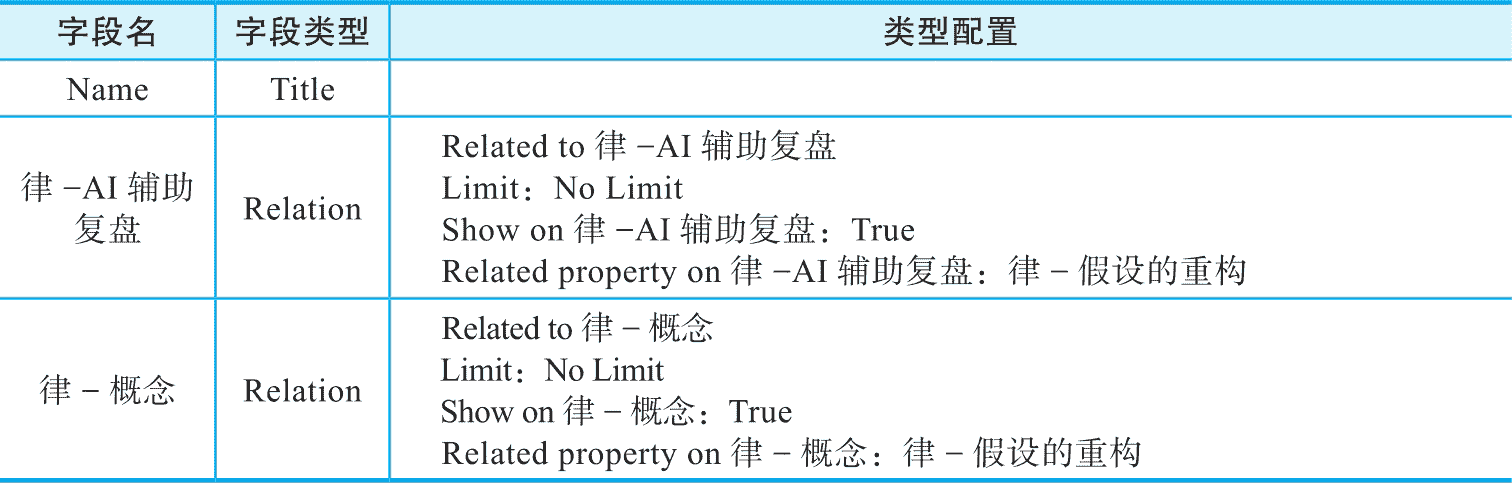 字段名 字段类型 类型配置
Name Title
律–AI 辅助
复盘
Relation
Related to 律–AI 辅助复盘
Limit：No Limit
Show on 律–AI 辅助复盘：True
Related property on 律–AI 辅助复盘：律–假设的重构
律–概念
Relation
Related to 律–概念
Limit：No Limit
Show on 律–概念：True
Related property on 律–概念：律–假设的重构